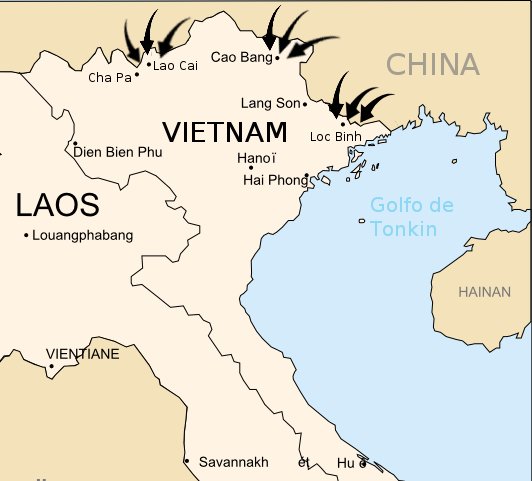 CHINA
Cao Bang
Lao Cai
Cha Pa
Lang Son
VIETNAM
Loc Binh
Dien Bien Phu
Hanoï
Hai Phong
LAOS
Golfo de
Tonkin
Louangphabang
HAINAN
VIENTIANE
Savannakh ét
Hu é